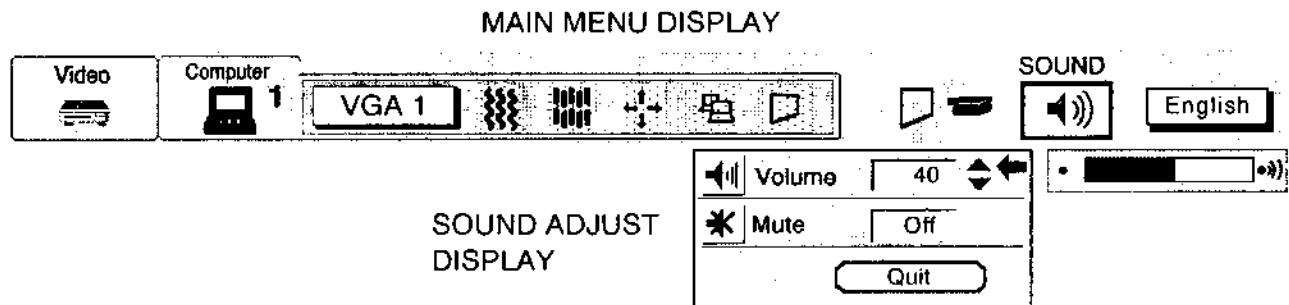 MAIN MENU DISPLAY
SOUND
Video
Computer
1
VGA 1
English
Volume 40
Mute Off
SOUND ADJUST
DISPLAY
Quit